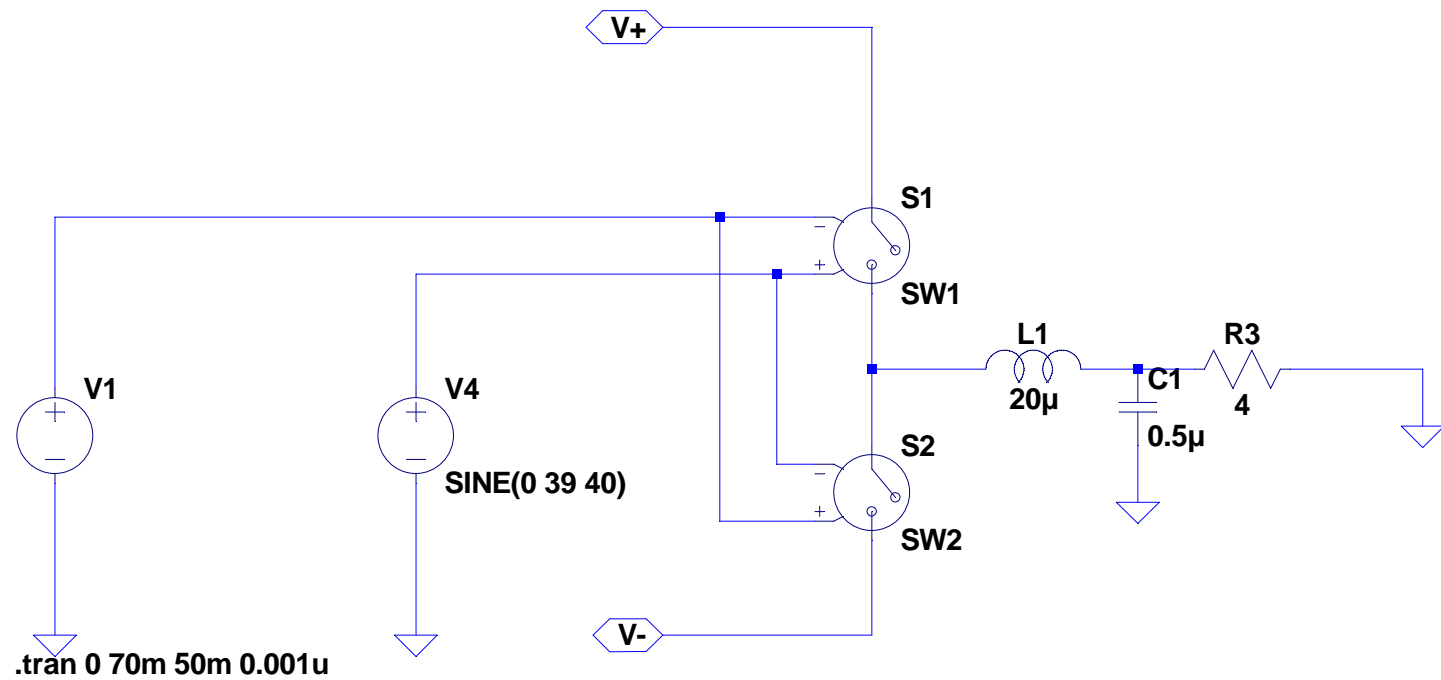 V+
S1
−
+
SW1
L1
R3
V1
V4
C1
20µ
4
+
+
0.5µ
S2
−
−
−
SINE(0 39 40)
+
SW2
V-
.tran 0 70m 50m 0.001u